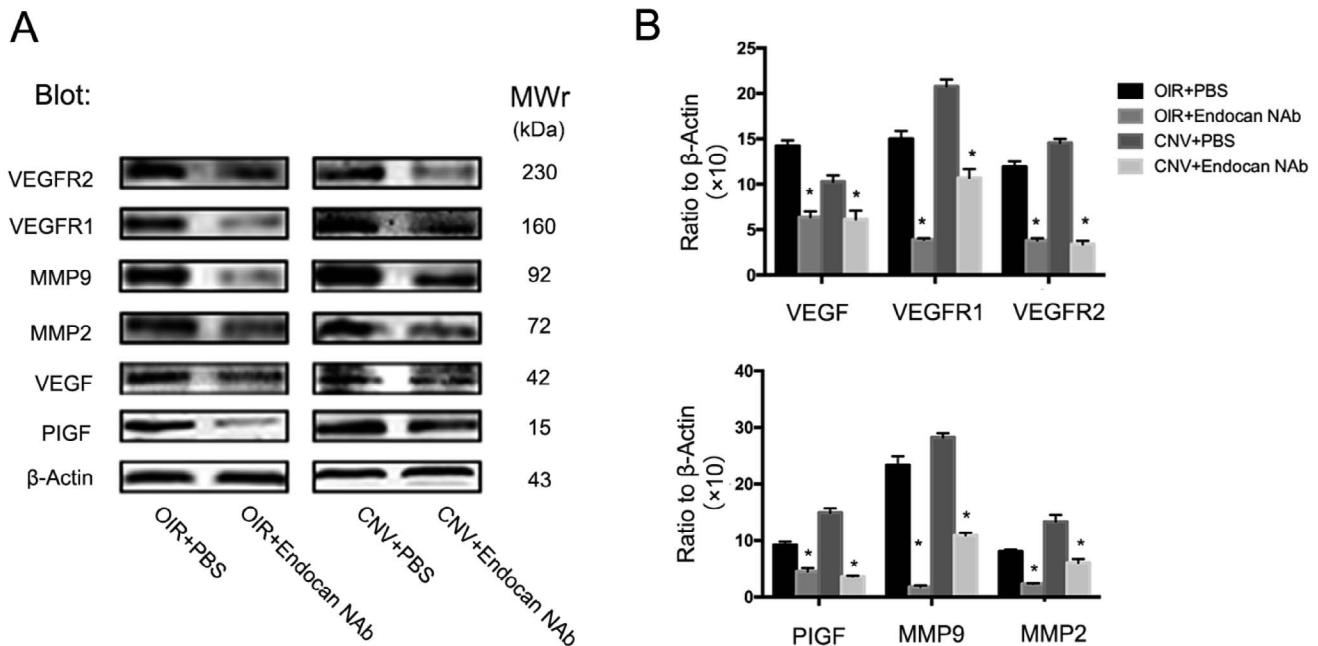 A
Blot:
MWr
(kDa)
VEGFR2
230
VEGFR1
160
MMP9
92
MMP2
72
VEGF
42
PIGF
15
β-Actin
43
OIR+PBS
OIR+Endocan NAb
CNV+PBS
CNV+Endocan NAb
B
Ratio to β-Actin
(×10)
25
20
15
10
5
0
*
*
*
*
*
*
VEGF
VEGFR1
VEGFR2
OIR+PBS
OIR+Endocan NAb
CNV+PBS
CNV+Endocan NAb
Ratio to β-Actin
(×10)
40
30
20
10
0
*
*
*
*
*
*
PIGF
MMP9
MMP2